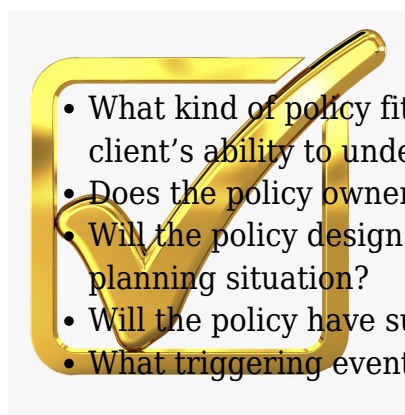 • What kind of policy fit
client’s ability to unde
• Does the policy owner
• Will the policy design
planning situation?
• Will the policy have su
• What triggering event